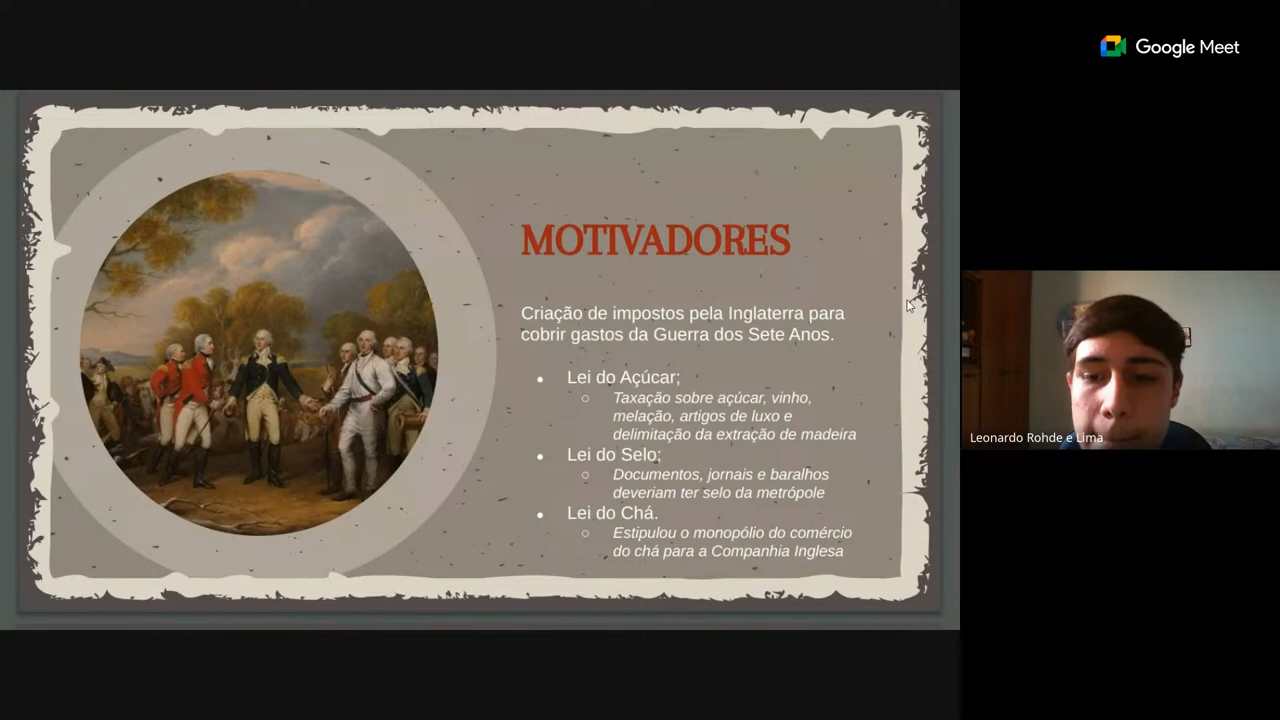 Google Meet
MOTIVADORES
Criação de impostos pela Inglaterra para
cobrir gastos da Guerra dos Sete Anos.
● Lei do Açúcar;
○ Taxação sobre açúcar, vinho,
melação, artigos de luxo e
delimitação da extração de madeira
● Lei do Selo;
○ Documentos, jornais e baralhos
deveriam ter selo da metrópole
● Lei do Chá.
○ Estipulou o monopólio do comércio
do chá para a Companhia Inglesa
Leonardo Rohde e Lima